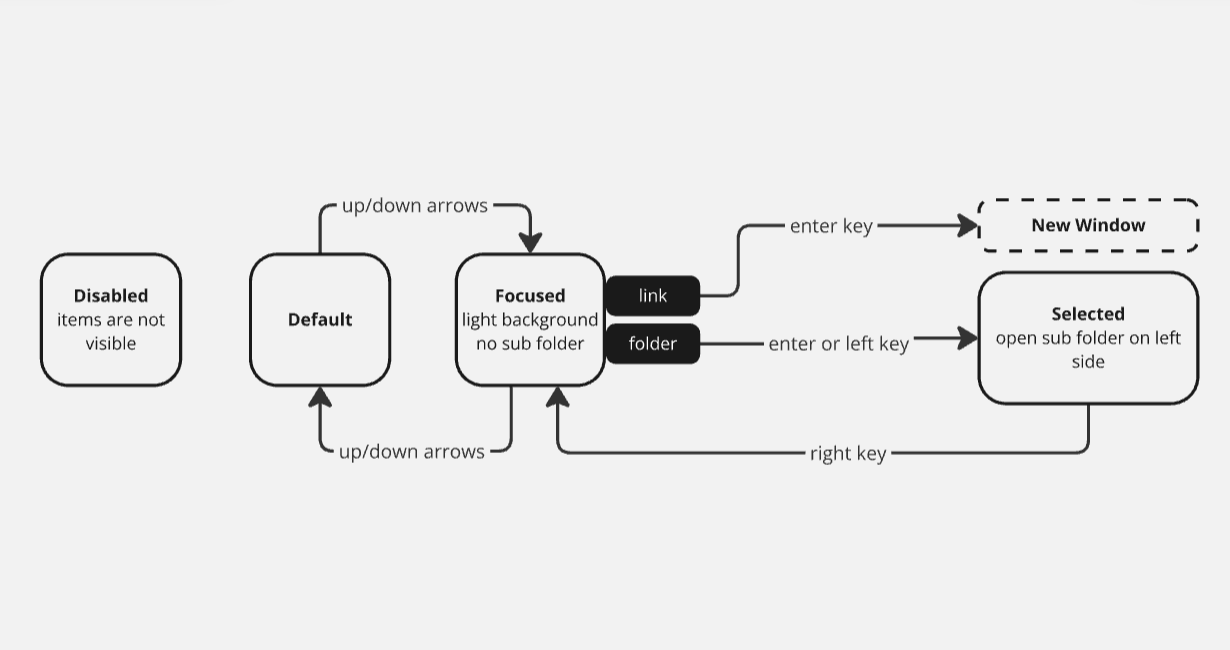 up/down arrows
enter key
New Window
Disabled
items are not
visible
Default
Focused
light background
no sub folder
link
folder
enter or left key
Selected
open sub folder on left
side
up/down arrows
right key